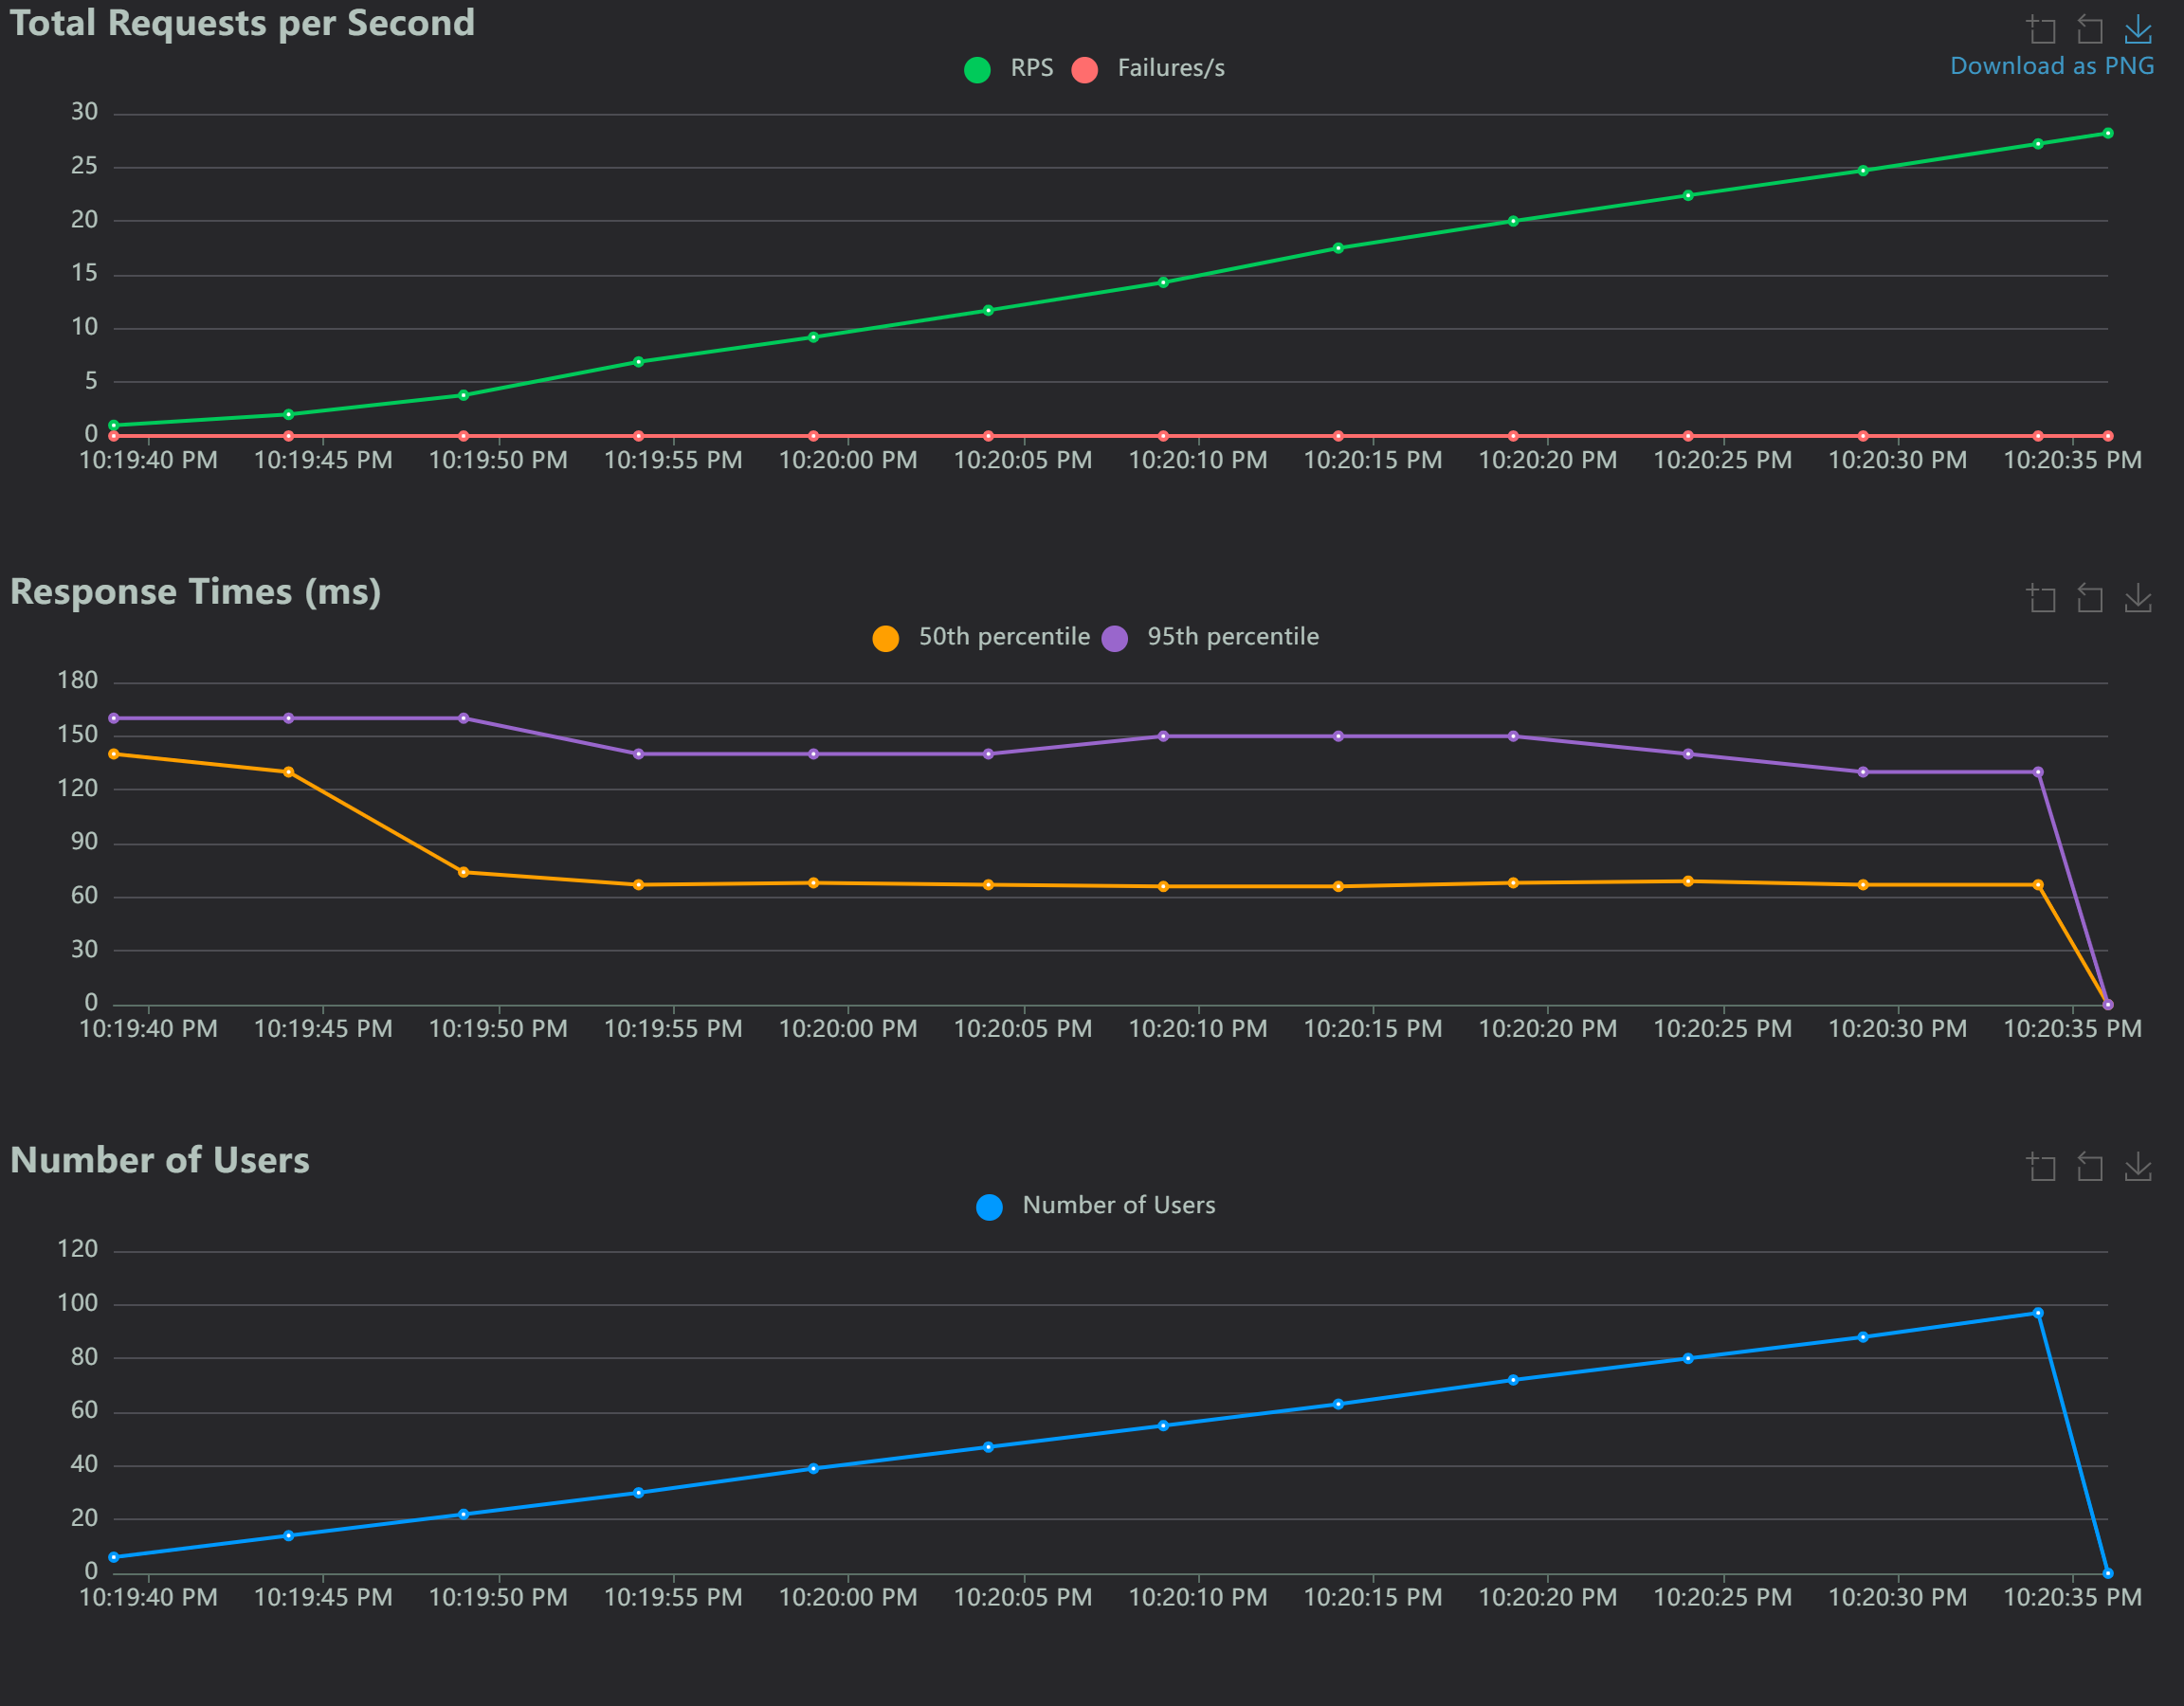 Total Requests per Second
Download as PNG
RPS Failures/s
30
25
20
15
10
5
0
10:19:40 PM 10:19:45 PM 10:19:50 PM 10:19:55 PM 10:20:00 PM 10:20:05 PM 10:20:10 PM 10:20:15 PM 10:20:20 PM 10:20:25 PM 10:20:30 PM 10:20:35 PM
Response Times (ms)
50th percentile 95th percentile
180
150
120
90
60
30
0
10:19:40 PM 10:19:45 PM 10:19:50 PM 10:19:55 PM 10:20:00 PM 10:20:05 PM 10:20:10 PM 10:20:15 PM 10:20:20 PM 10:20:25 PM 10:20:30 PM 10:20:35 PM
Number of Users
Number of Users
120
100
80
60
40
20
0
10:19:40 PM 10:19:45 PM 10:19:50 PM 10:19:55 PM 10:20:00 PM 10:20:05 PM 10:20:10 PM 10:20:15 PM 10:20:20 PM 10:20:25 PM 10:20:30 PM 10:20:35 PM